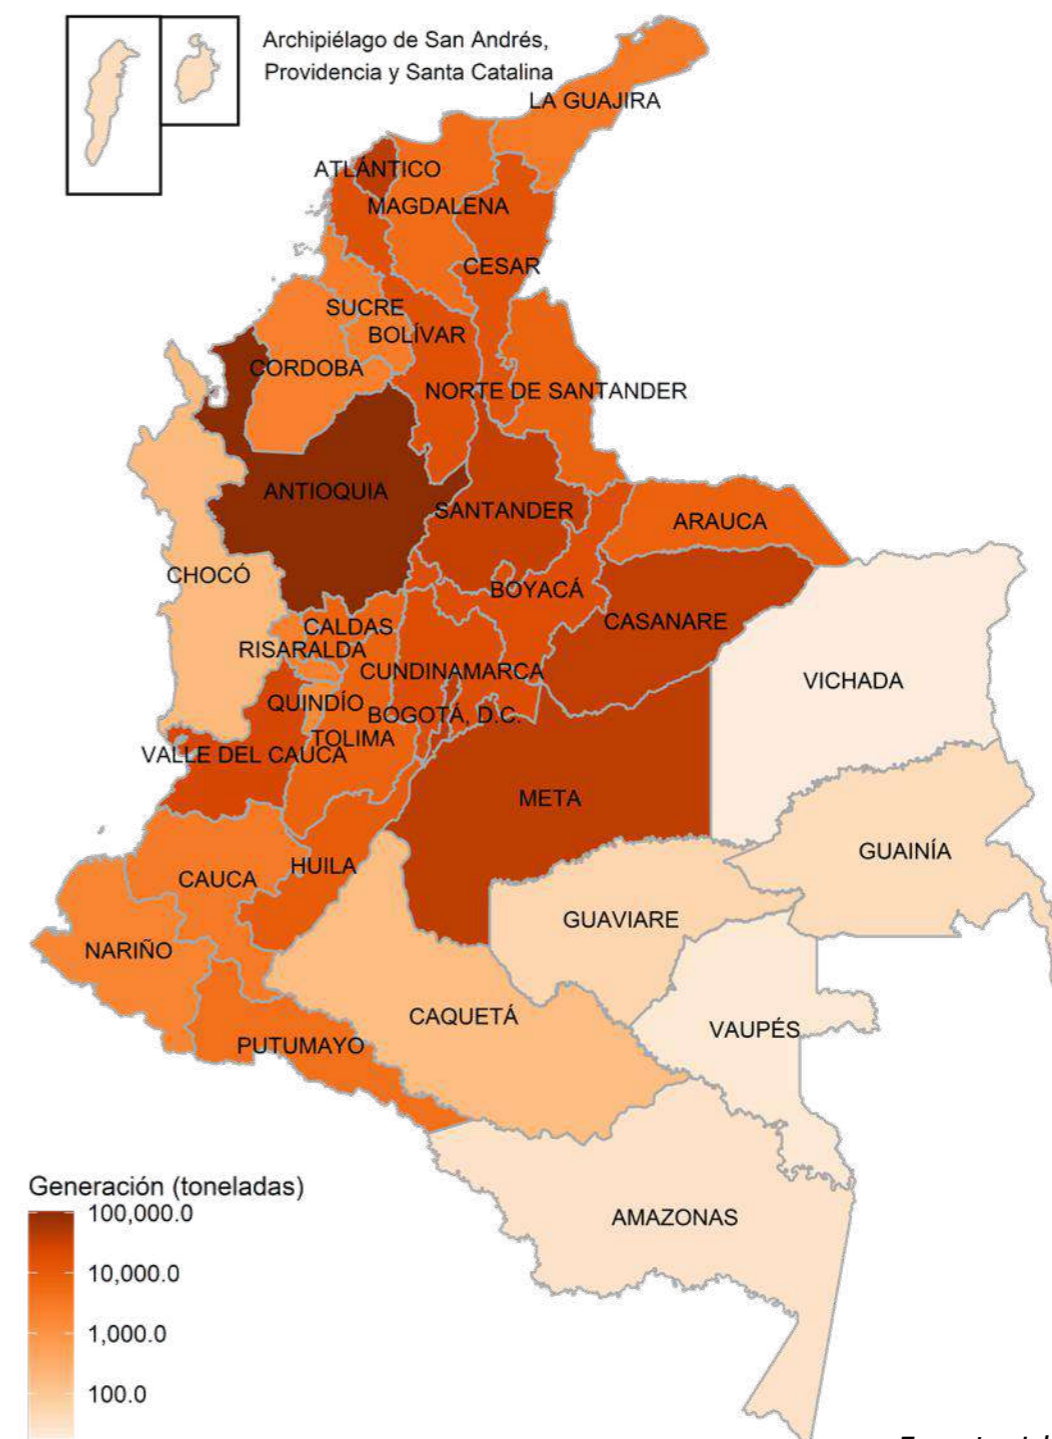 Archipiélago de San Andrés,
Providencia y Santa Catalina
LA GUAJIRA
ATLÁNTICO
MAGDALENA
CESAR
SUCRE
BOLÍVAR
CORDOBA
NORTE DE SANTANDER
ANTIOQUIA
SANTANDER
ARAUCA
CHOCÓ
BOYACÁ
CASANARE
CALDAS
RISARALDA
CUNDINAMARCA
VICHADA
QUINDÍO
BOGOTÁ, D.C.
TOLIMA
VALLE DEL CAUCA
META
GUAINÍA
HUILA
CAUCA
GUAVIARE
NARIÑO
CAQUETÁ
VAUPÉS
PUTUMAYO
AMAZONAS
Generación (toneladas)
100,000.0
10,000.0
1,000.0
100.0